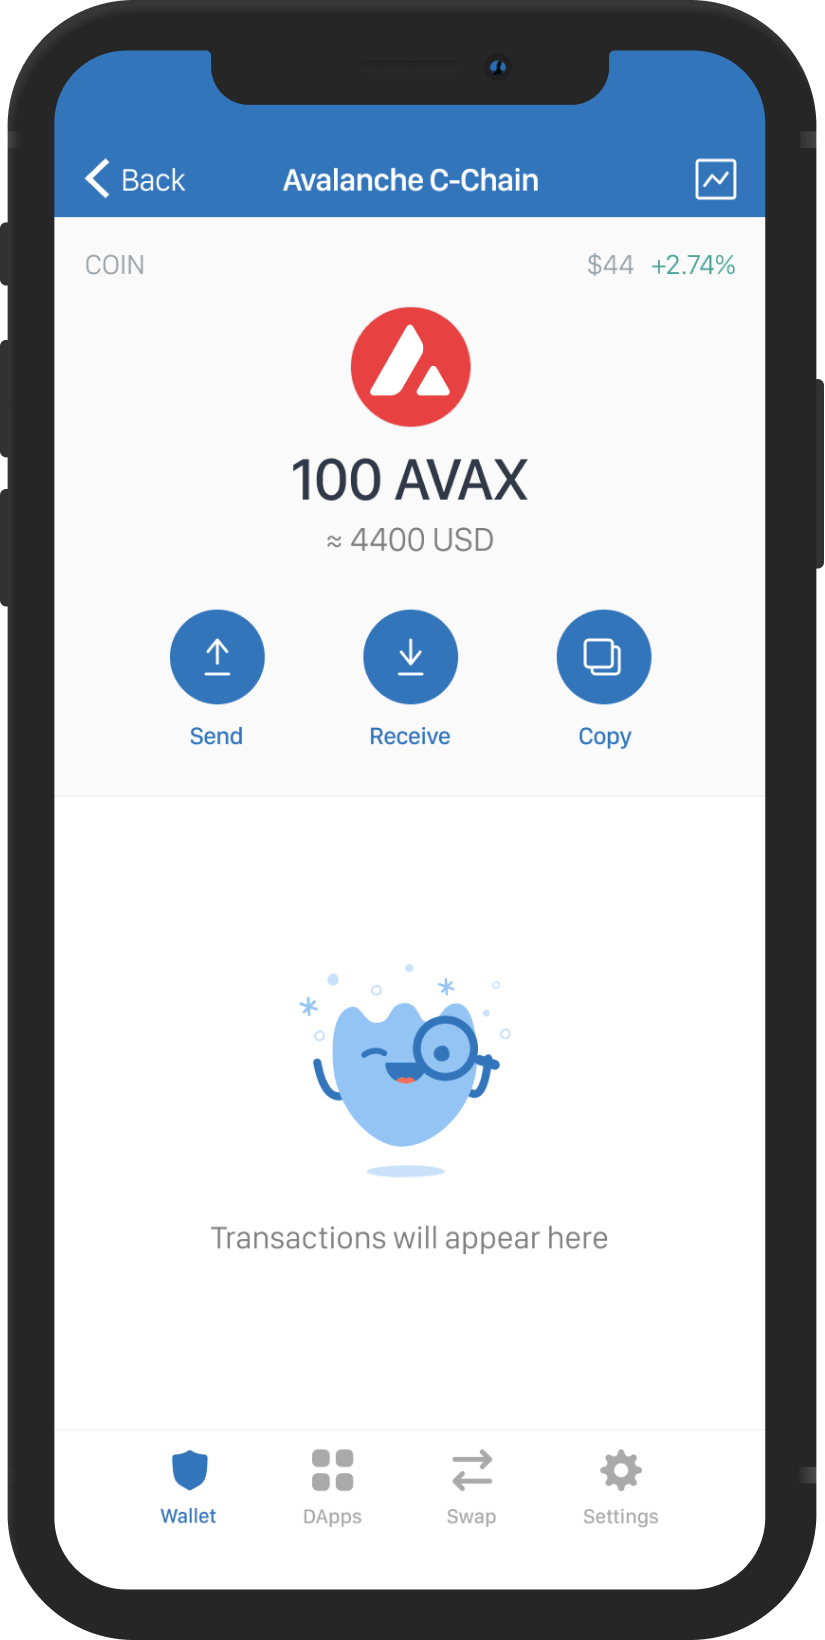 Back
Avalanche C-Chain
COIN
$44 +2.74%
100 AVAX
≈ 4400 USD
Send
Receive
Copy
Transactions will appear here
Wallet
DApps
Swap
Settings